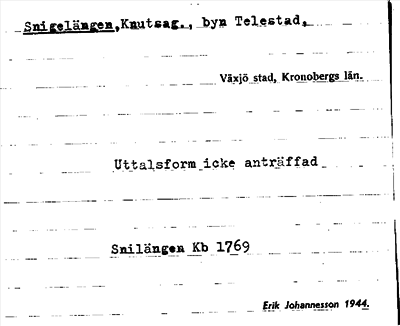 Snigelängen,Knutsag., byn Telestad,
Växjö stad, Kronobergs län.
Uttalsform icke anträffad
Snilängen Kb 1769
Erik Johannesson 1944.